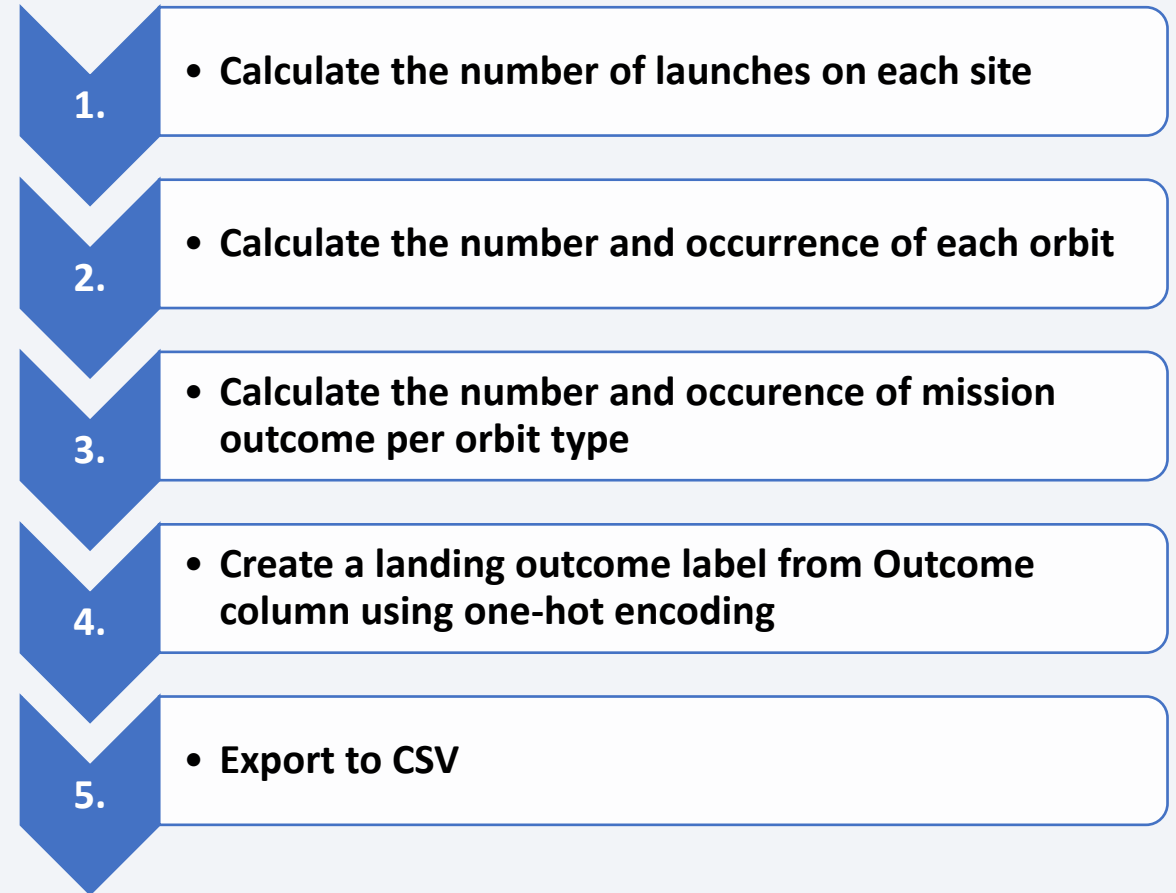 1.
• Calculate the number of launches on each site
2.
• Calculate the number and occurrence of each orbit
3.
• Calculate the number and occurence of mission
outcome per orbit type
4.
• Create a landing outcome label from Outcome
column using one-hot encoding
5.
• Export to CSV